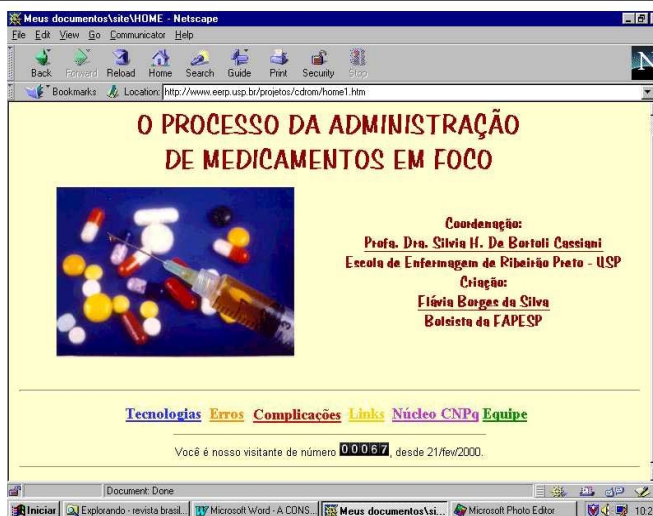 Meus documentos\site\HOME - Netscape
File Edit View Go Communicator Help
Back Forward Reload Home Search Guide Print Security Stop
N
Bookmarks Location: http://www.eerp.usp.br/projetos/cdrom/home1.htm
O PROCESSO DA ADMINISTRAÇÃO
DE MEDICAMENTOS EM FOCO
Coordenação:
Profa. Dra. Silvia H. De Bortoli Cassiani
Escola de Enfermagem de Ribeirão Preto - USP
Criação:
Flávia Borges da Silva
Bolsista da FAPESP
Tecnologias Erros Complicações Links Núcleo CNPq Equipe
Você é nosso visitante de número 00067, desde 21/fev/2000.
Document: Done
Iniciar Explorando - revista brasil... Microsoft Word - A CONS... Meus documentos\si... Microsoft Photo Editor 10:2